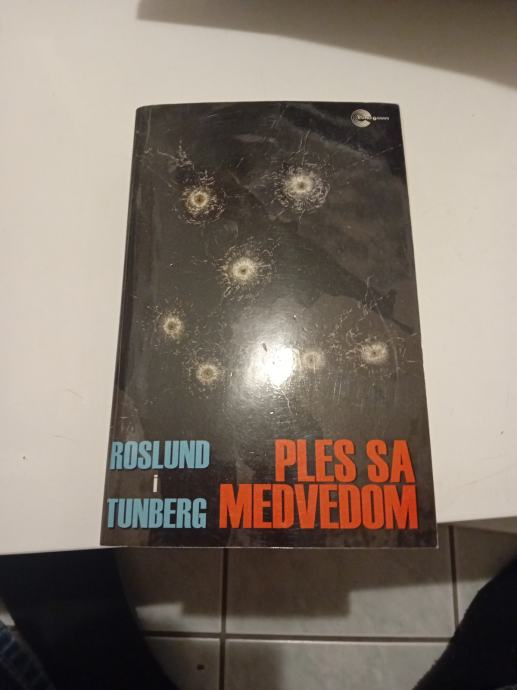 ROSLUND
i
TUNBERG
PLES SA
MEDVEDOM